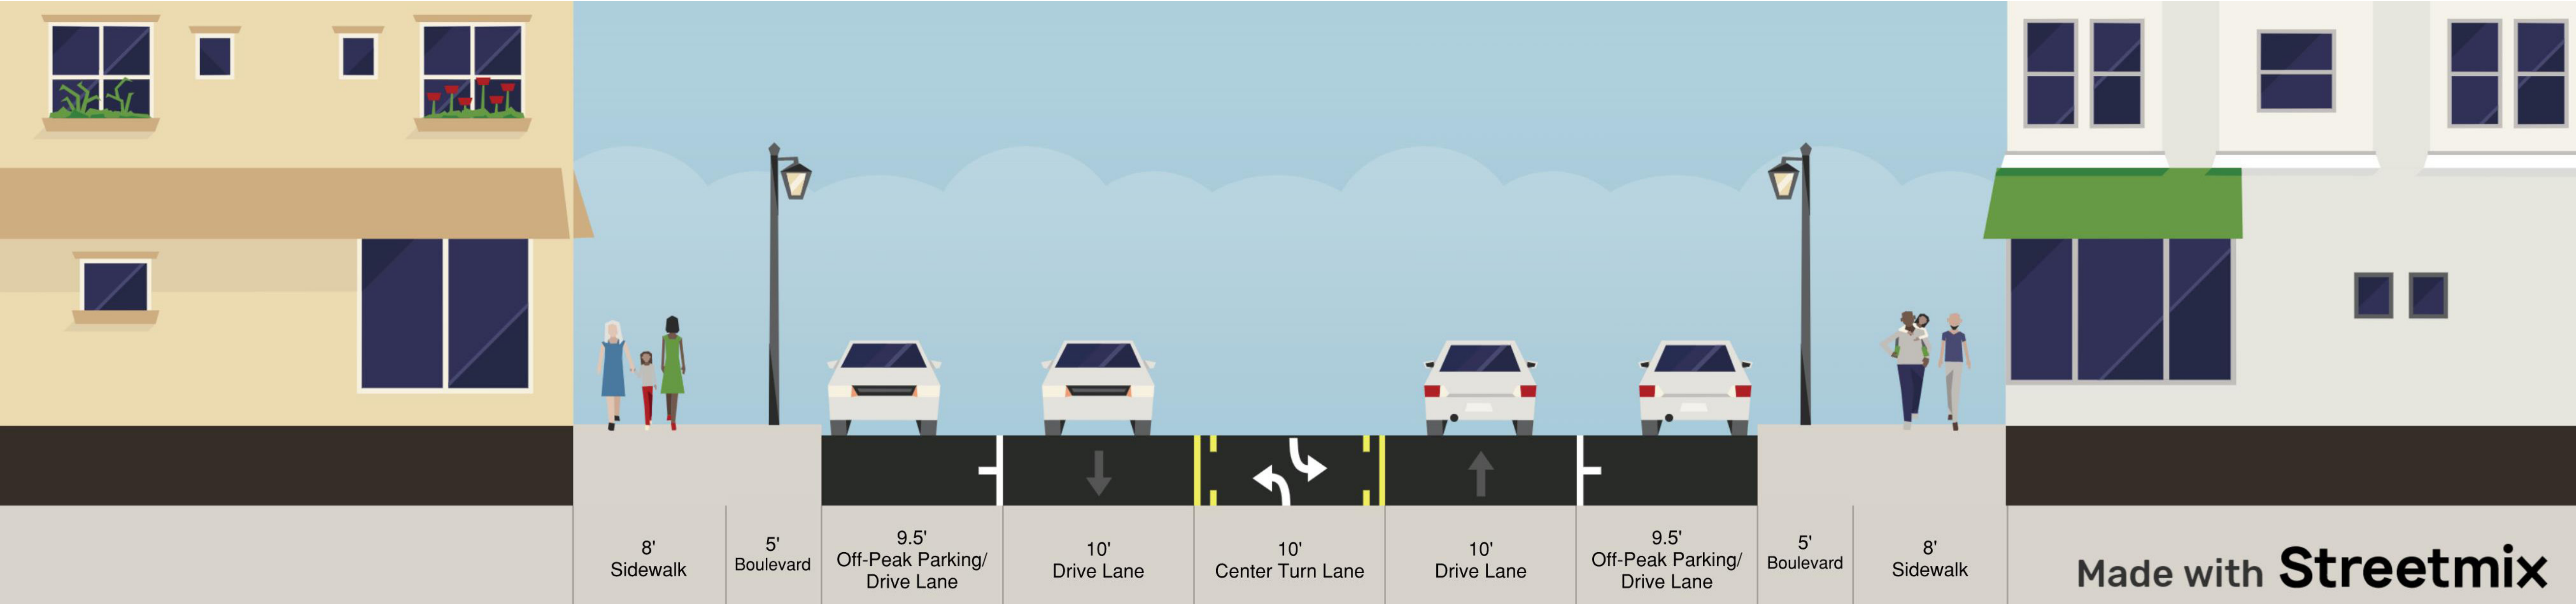 8'
Sidewalk
5'
Boulevard
9.5'
Off-Peak Parking/
Drive Lane
10'
Drive Lane
10'
Center Turn Lane
10'
Drive Lane
9.5'
Off-Peak Parking/
Drive Lane
5'
Boulevard
8'
Sidewalk
Made with Streetmix